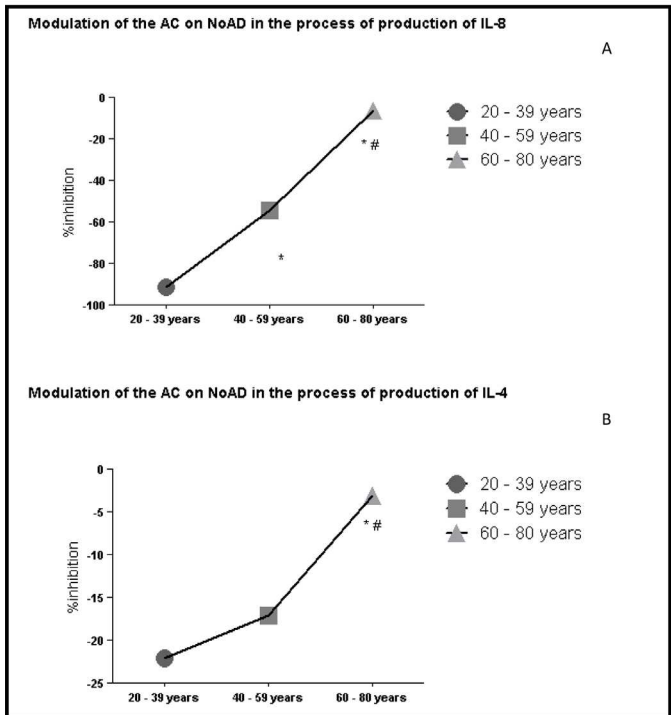 Modulation of the AC on NoAD in the process of production of IL-8
A
0
-20
-40
-60
-80
-100
%inhibition
* #
*
20 - 39 years
40 - 59 years
60 - 80 years
20 - 39 years
40 - 59 years
60 - 80 years
Modulation of the AC on NoAD in the process of production of IL-4
B
0
-5
-10
-15
-20
-25
%inhibition
* #
20 - 39 years
40 - 59 years
60 - 80 years
20 - 39 years
40 - 59 years
60 - 80 years